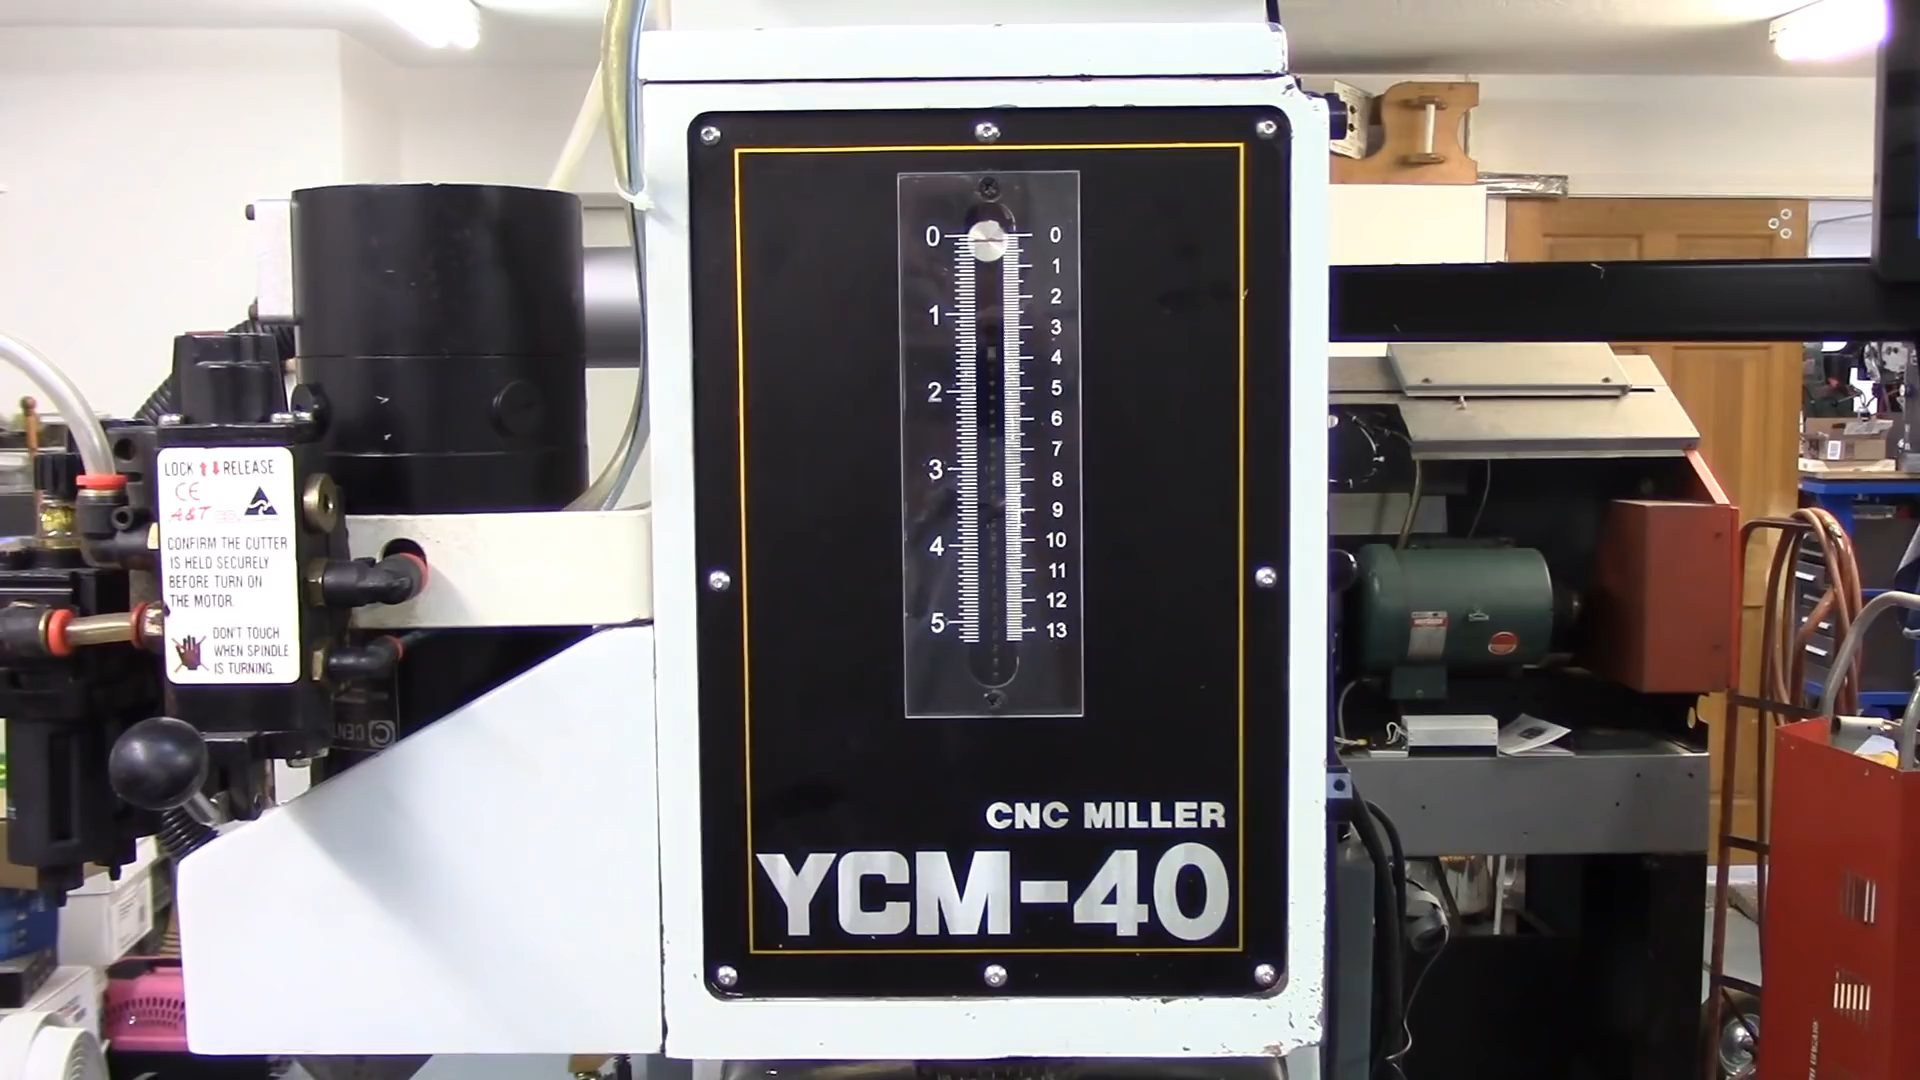 LOCK RELEASE
CE
A&T
CONFIRM THE CUTTER
IS HELD SECURELY
BEFORE TURN ON
THE MOTOR.
DON'T TOUCH
WHEN SPINDLE
IS TURNING.
CENT
0 0
1
1 2
3
4
2 5
6
7
3 8
9
4 10
11
12
5 13
CNC MILLER
YCM-40